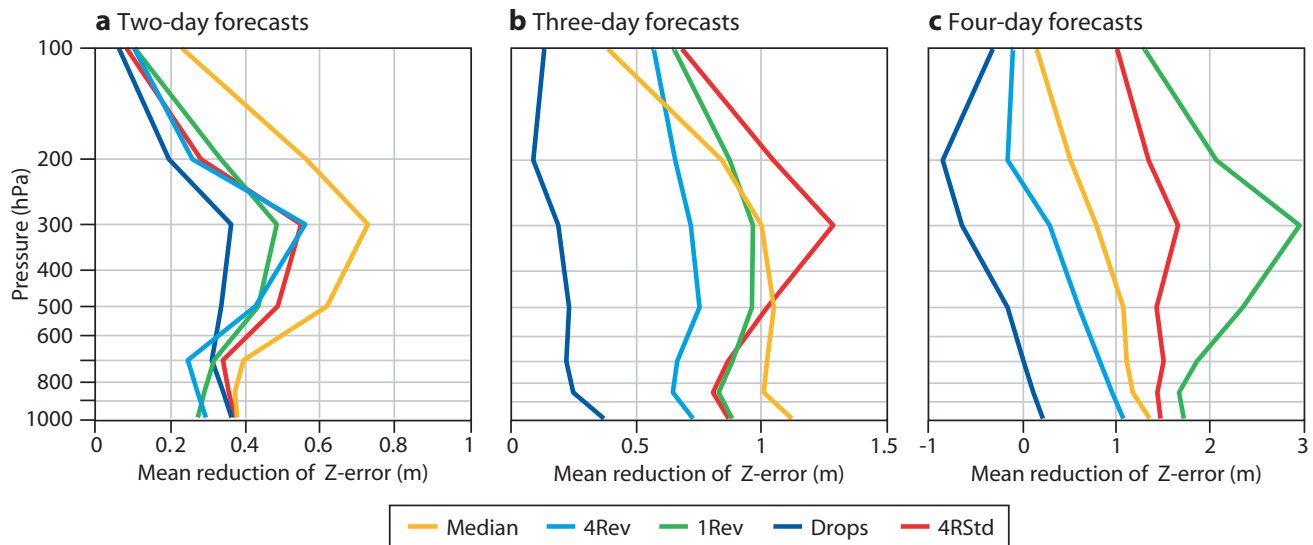 a Two-day forecasts
b Three-day forecasts
c Four-day forecasts
Pressure (hPa)
100
200
300
400
500
600
800
1000
0 0.2 0.4 0.6 0.8 1
0 0.5 1 1.5
-1 0 1 2 3
Mean reduction of Z-error (m)
Mean reduction of Z-error (m)
Mean reduction of Z-error (m)
Median 4Rev 1Rev Drops 4RStd